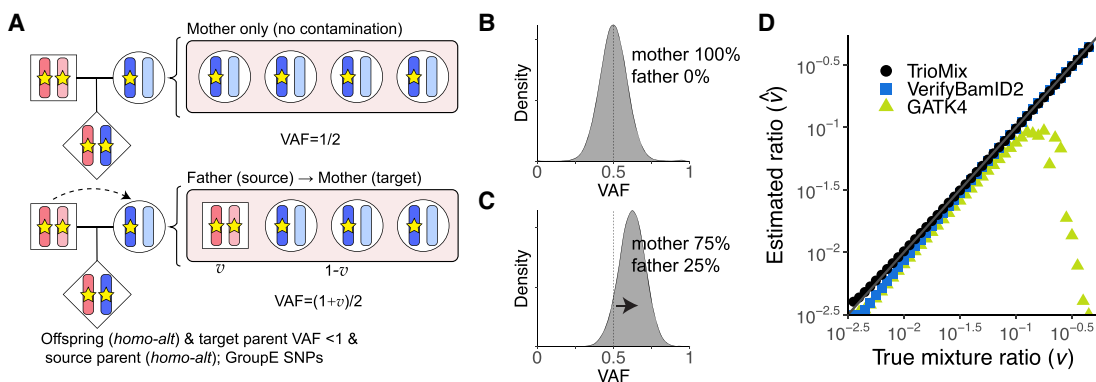 A
Mother only (no contamination)
VAF=1/2
Father (source) → Mother (target)
v
1-v
VAF=(1+v)/2
Offspring (homo-alt) & target parent VAF <1 &
source parent (homo-alt); GroupE SNPs
B
Density
mother 100%
father 0%
0
0.5
1
VAF
C
Density
mother 75%
father 25%
0
0.5
1
VAF
D
Estimated ratio (v̂)
TrioMix
VerifyBamID2
GATK4
10^−0.5
10^−1
10^−1.5
10^−2
10^−2.5
10^−2.5
10^−2
10^−1.5
10^−1
10^−0.5
True mixture ratio (v)